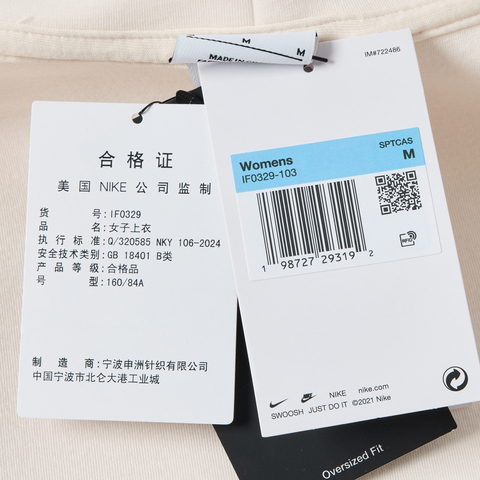 M
M
MADE IN
IM#722486
SPTCAS
Womens
M
IF0329-103
1 98727 29319 2
RFID
NIKE nike.com
SWOOSH JUST DO IT ©2021 Nike
Oversized Fit
合格证
美国 NIKE 公司监制
货 号: IF0329
品 名: 女子上衣
执行标准: Q/320585 NKY 106-2024
安全技术类别: GB 18401 B类
产品等级: 合格品
号 型: 160/84A
制造商: 宁波申洲针织有限公司
中国宁波市北仑大港工业城